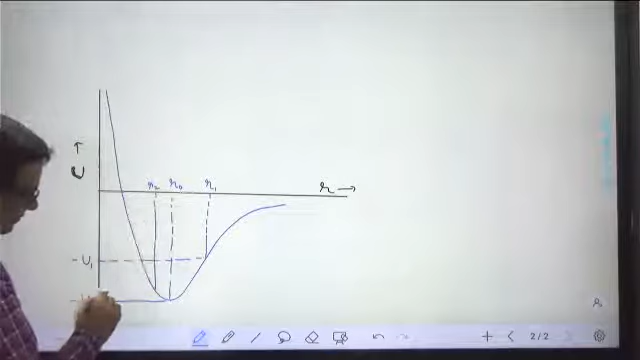 U ↑
r₂ r₀ r₁
r →
- U₁
2/2